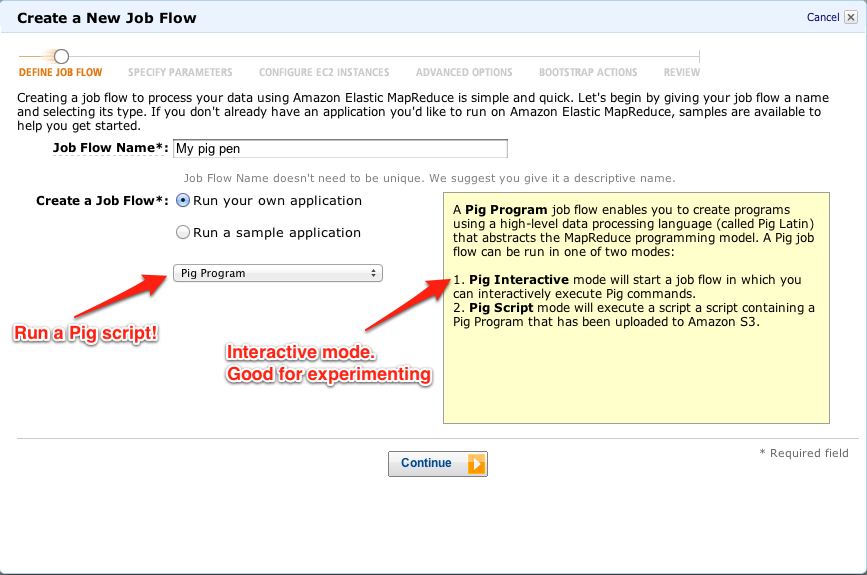 Create a New Job Flow
Cancel
DEFINE JOB FLOW
SPECIFY PARAMETERS
CONFIGURE EC2 INSTANCES
ADVANCED OPTIONS
BOOTSTRAP ACTIONS
REVIEW
Creating a job flow to process your data using Amazon Elastic MapReduce is simple and quick. Let's begin by giving your job flow a name
and selecting its type. If you don't already have an application you'd like to run on Amazon Elastic MapReduce, samples are available to
help you get started.
Job Flow Name*: My pig pen
Job Flow Name doesn't need to be unique. We suggest you give it a descriptive name.
Create a Job Flow*: Run your own application
Run a sample application
Pig Program
Run a Pig script!
A Pig Program job flow enables you to create programs
using a high-level data processing language (called Pig Latin)
that abstracts the MapReduce programming model. A Pig job
flow can be run in one of two modes:
1. Pig Interactive mode will start a job flow in which you
can interactively execute Pig commands.
2. Pig Script mode will execute a script a script containing a
Pig Program that has been uploaded to Amazon S3.
Interactive mode.
Good for experimenting
Continue
* Required field